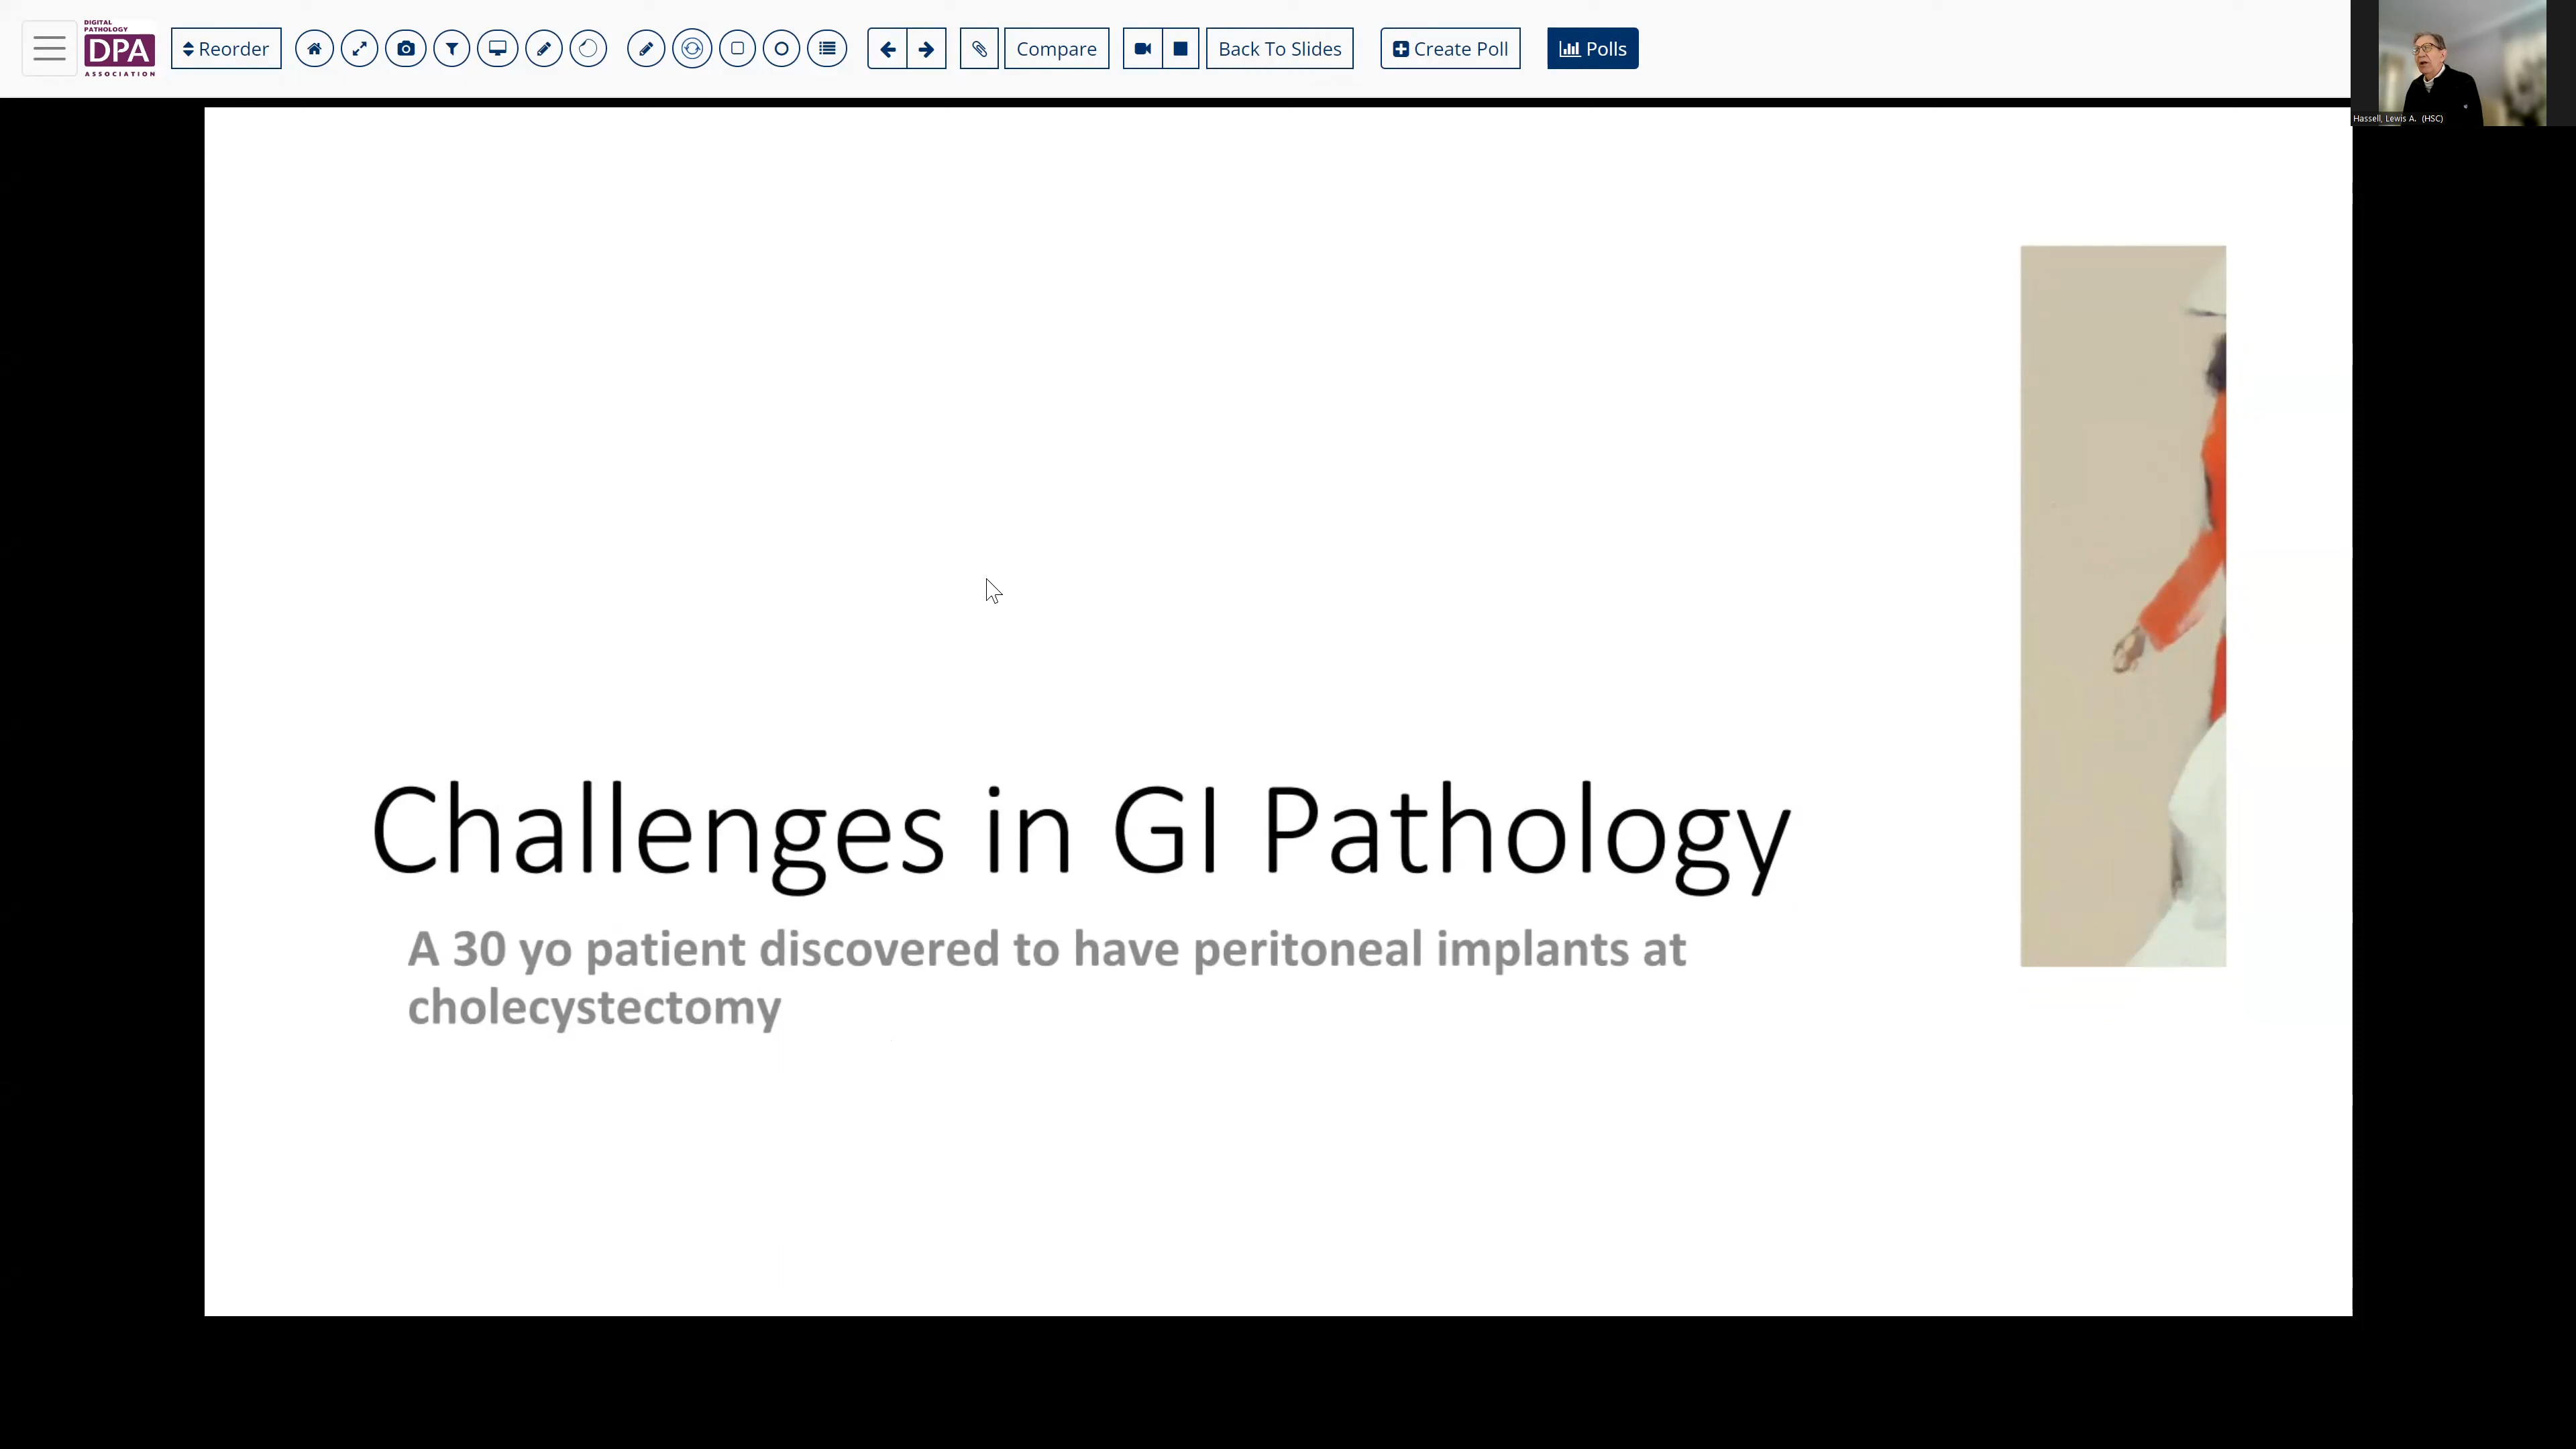 DIGITAL
PATHOLOGY
DPA
ASSOCIATION
Reorder
Compare
Back To Slides
Create Poll
Polls
Hassell, Lewis A. (HSC)
Challenges in GI Pathology
A 30 yo patient discovered to have peritoneal implants at
cholecystectomy